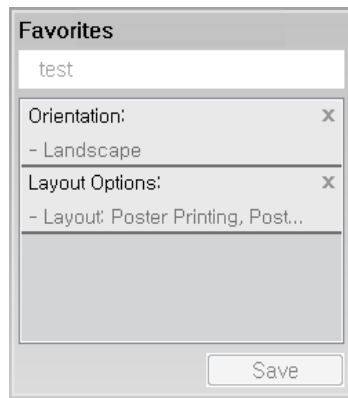 Favorites
test
Orientation: x
- Landscape
Layout Options: x
- Layout: Poster Printing, Post...
Save